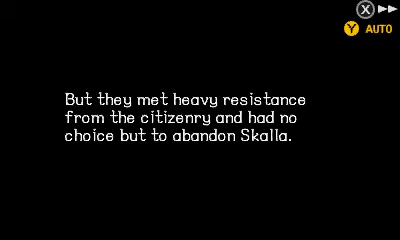 X
Y AUTO
But they met heavy resistance
from the citizenry and had no
choice but to abandon Skalla.